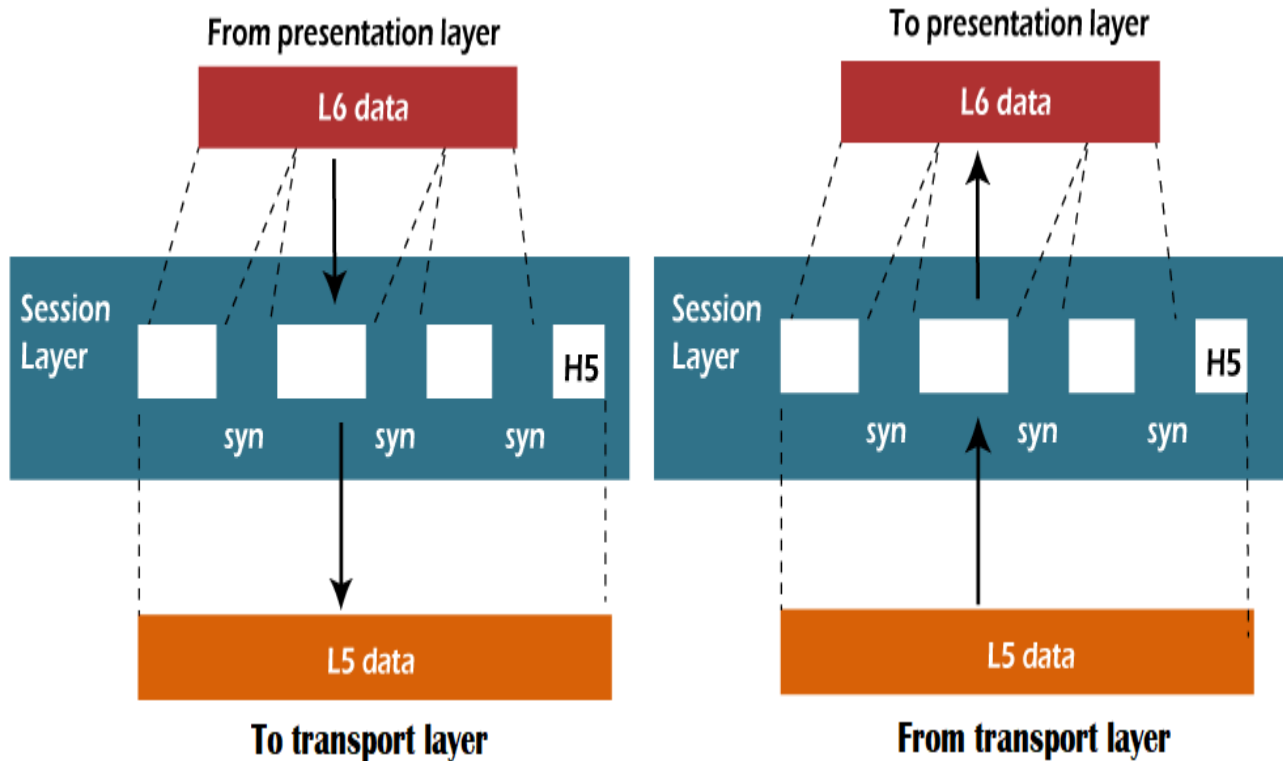 From presentation layer
L6 data
Session
Layer
H5
syn
syn
syn
L5 data
To transport layer
To presentation layer
L6 data
Session
Layer
H5
syn
syn
syn
L5 data
From transport layer